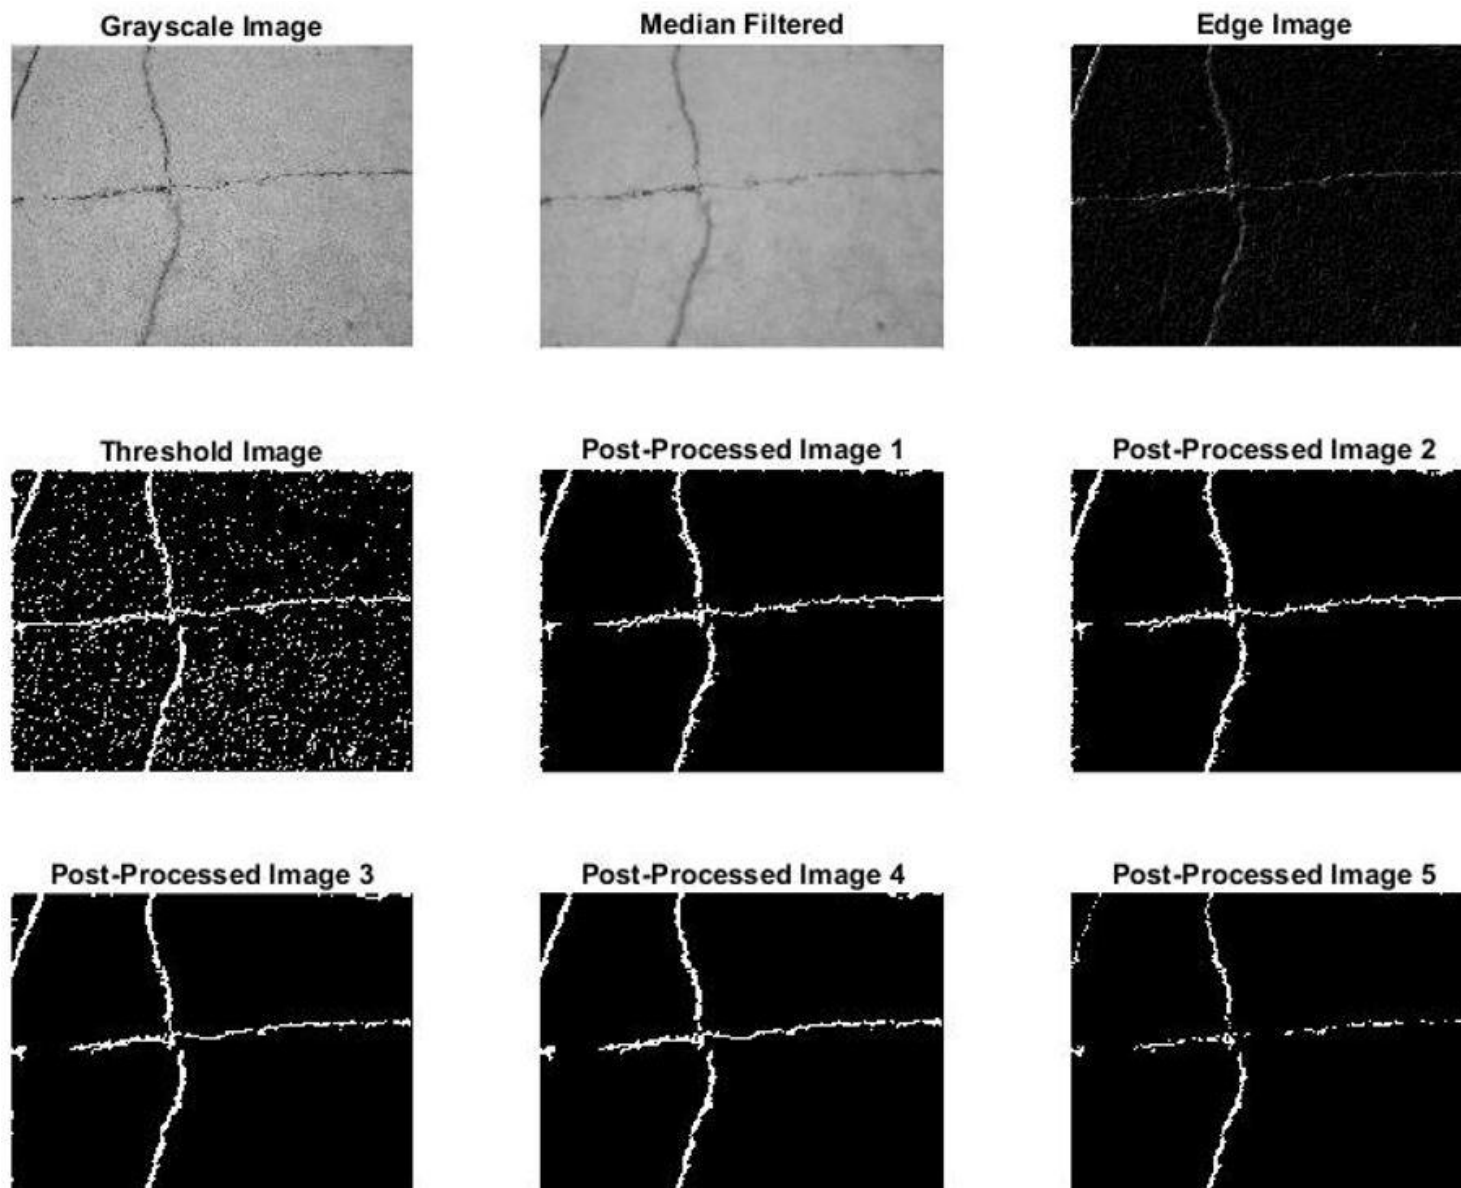 Grayscale Image
Median Filtered
Edge Image
Threshold Image
Post-Processed Image 1
Post-Processed Image 2
Post-Processed Image 3
Post-Processed Image 4
Post-Processed Image 5